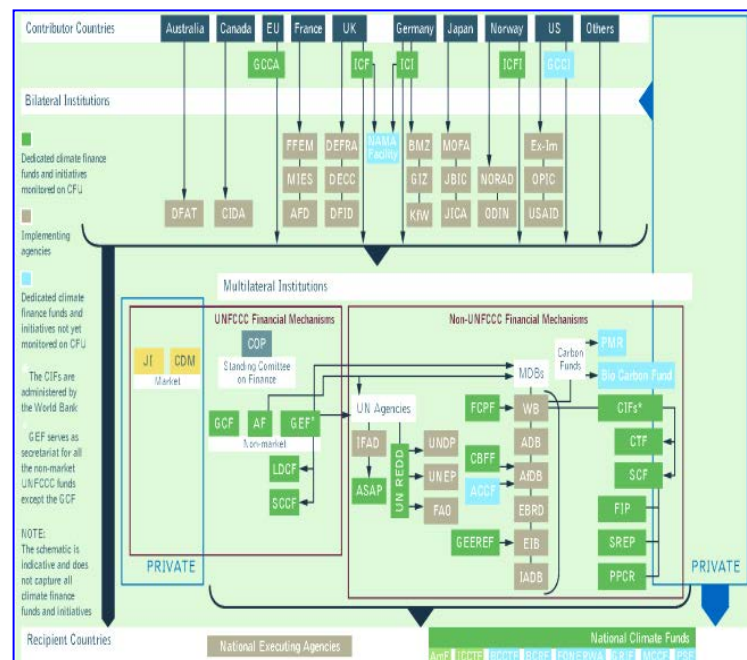 Contributor Countries
Australia
Canada
EU
France
UK
Germany
Japan
Norway
US
Others
GCCA
ICF
ICI
ICFI
GCCI
Bilateral Institutions
Dedicated climate
finance funds
and initiatives
monitored on CFU
Implementing
agencies
Dedicated climate
finance funds and
initiatives not yet
monitored on CFU
The CIFs are
administered by
the World Bank
GEF serves as
secretariat for all
the non-market
UNFCCC funds
except the GCF
NOTE:
The schematic is
indicative and does
not capture all
climate finance
funds and initiatives
FFEM
DEFRA
NAMA
Facility
BMZ
MOFA
Ex-Im
MIES
DECC
GIZ
JBIC
NORAD
OPIC
DFAT
CIDA
AFD
DFID
KfW
JICA
ODIN
USAID
Multilateral Institutions
UNFCCC Financial Mechanisms
Non-UNFCCC Financial Mechanisms
COP
Standing Comittee
on Finance
JI
CDM
Market
GCF
AF
GEF*
Non-market
LDCF
SCCF
PRIVATE
UN Agencies
IFAD
ASAP
UN REDD
UNDP
UNEP
FAO
MDBs
Carbon
Funds
PMR
Bio Carbon Fund
FCPF
WB
CIFs*
ADB
CTF
CBFF
ACCF
AfDB
SCF
EBRD
FIP
GEEREF
EIB
SREP
IADB
PPCR
PRIVATE
Recipient Countries
National Executing Agencies
National Climate Funds